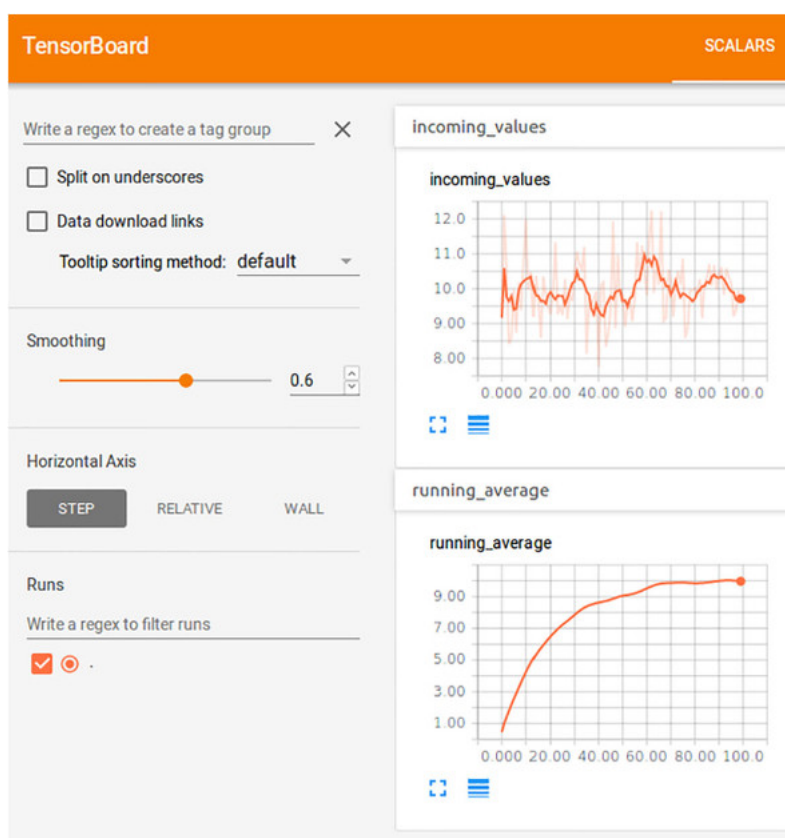 TensorBoard
SCALARS
Write a regex to create a tag group
Split on underscores
Data download links
Tooltip sorting method: default
Smoothing
0.6
Horizontal Axis
STEP RELATIVE WALL
Runs
Write a regex to filter runs
.
incoming_values
incoming_values
12.0
11.0
10.0
9.00
8.00
0.000 20.00 40.00 60.00 80.00 100.0
running_average
running_average
9.00
7.00
5.00
3.00
1.00
0.000 20.00 40.00 60.00 80.00 100.0